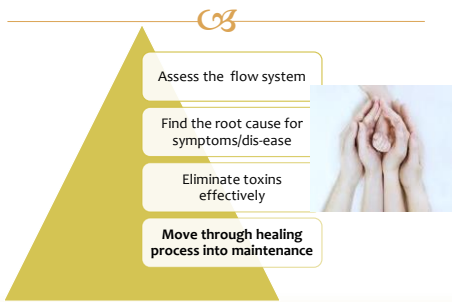 Assess the flow system
Find the root cause for
symptoms/dis-ease
Eliminate toxins
effectively
Move through healing
process into maintenance